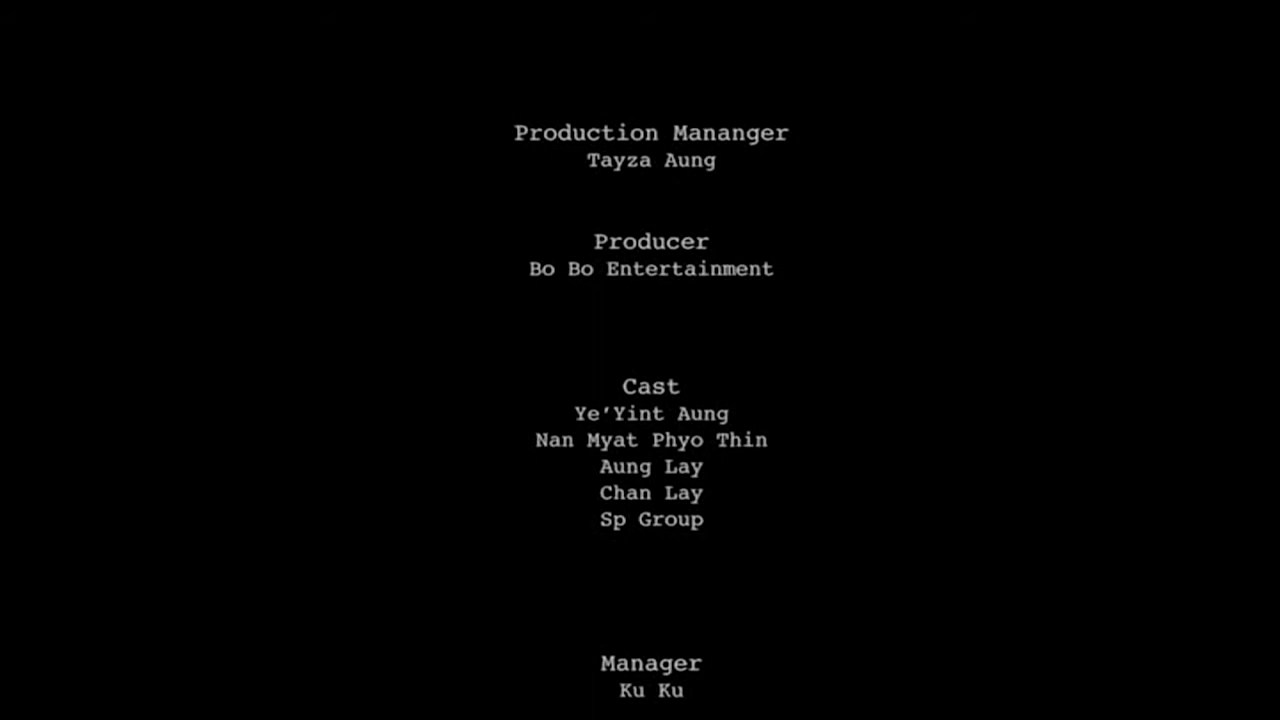 Production Mananger
Tayza Aung
Producer
Bo Bo Entertainment
Cast
Ye'Yint Aung
Nan Myat Phyo Thin
Aung Lay
Chan Lay
Sp Group
Manager
Ku Ku